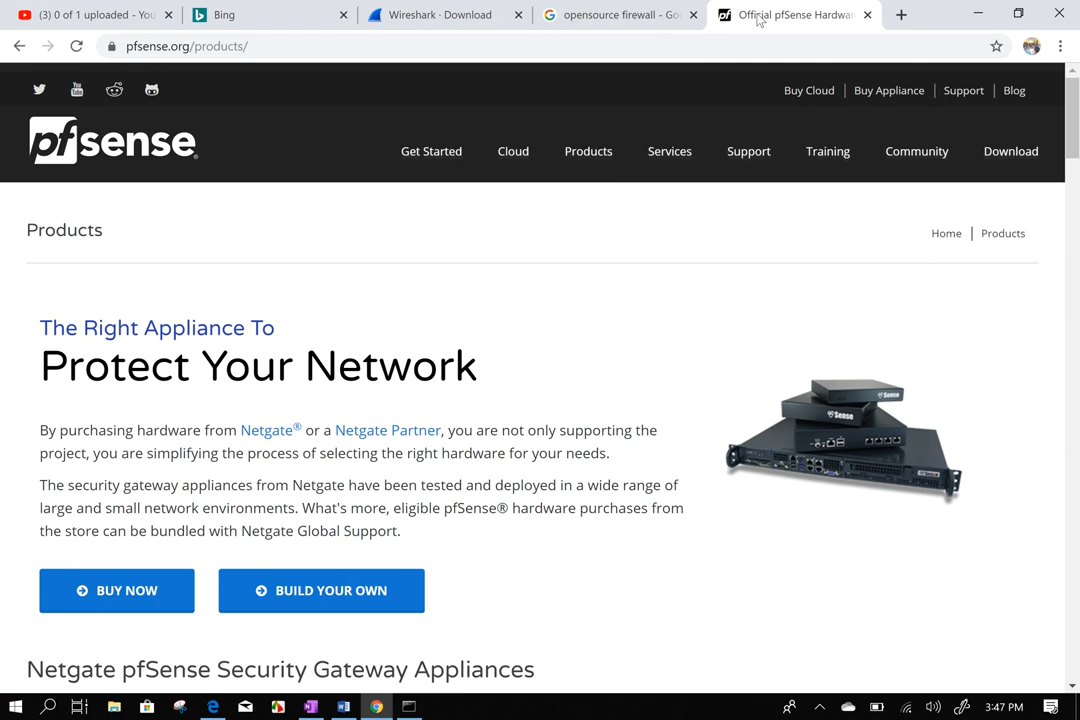 (3) 0 of 1 uploaded - You
Bing
Wireshark · Download
opensource firewall - Go
Official pfSense Hardwar
pfsense.org/products/
Buy Cloud
Buy Appliance
Support
Blog
pfsense
Get Started
Cloud
Products
Services
Support
Training
Community
Download
Products
Home
Products
The Right Appliance To
Protect Your Network
By purchasing hardware from Netgate® or a Netgate Partner, you are not only supporting the
project, you are simplifying the process of selecting the right hardware for your needs.
The security gateway appliances from Netgate have been tested and deployed in a wide range of
large and small network environments. What's more, eligible pfSense® hardware purchases from
the store can be bundled with Netgate Global Support.
BUY NOW
BUILD YOUR OWN
Netgate pfSense Security Gateway Appliances
3:47 PM